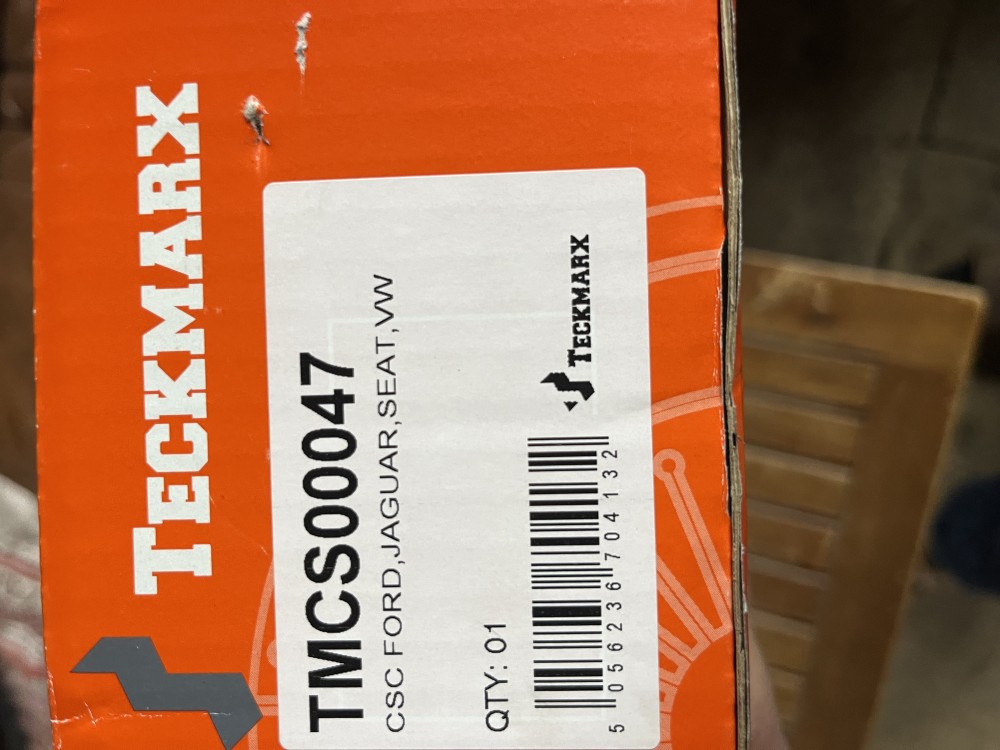 TECKMARX
TMCS00047
CSC FORD,JAGUAR,SEAT,VW
QTY: 01
TECKMARX
5 056236 704132